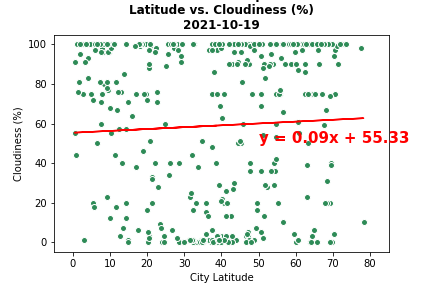 Latitude vs. Cloudiness (%)
2021-10-19
Cloudiness (%)
100
80
60
40
20
0
y = 0.09x + 55.33
0 10 20 30 40 50 60 70 80
City Latitude